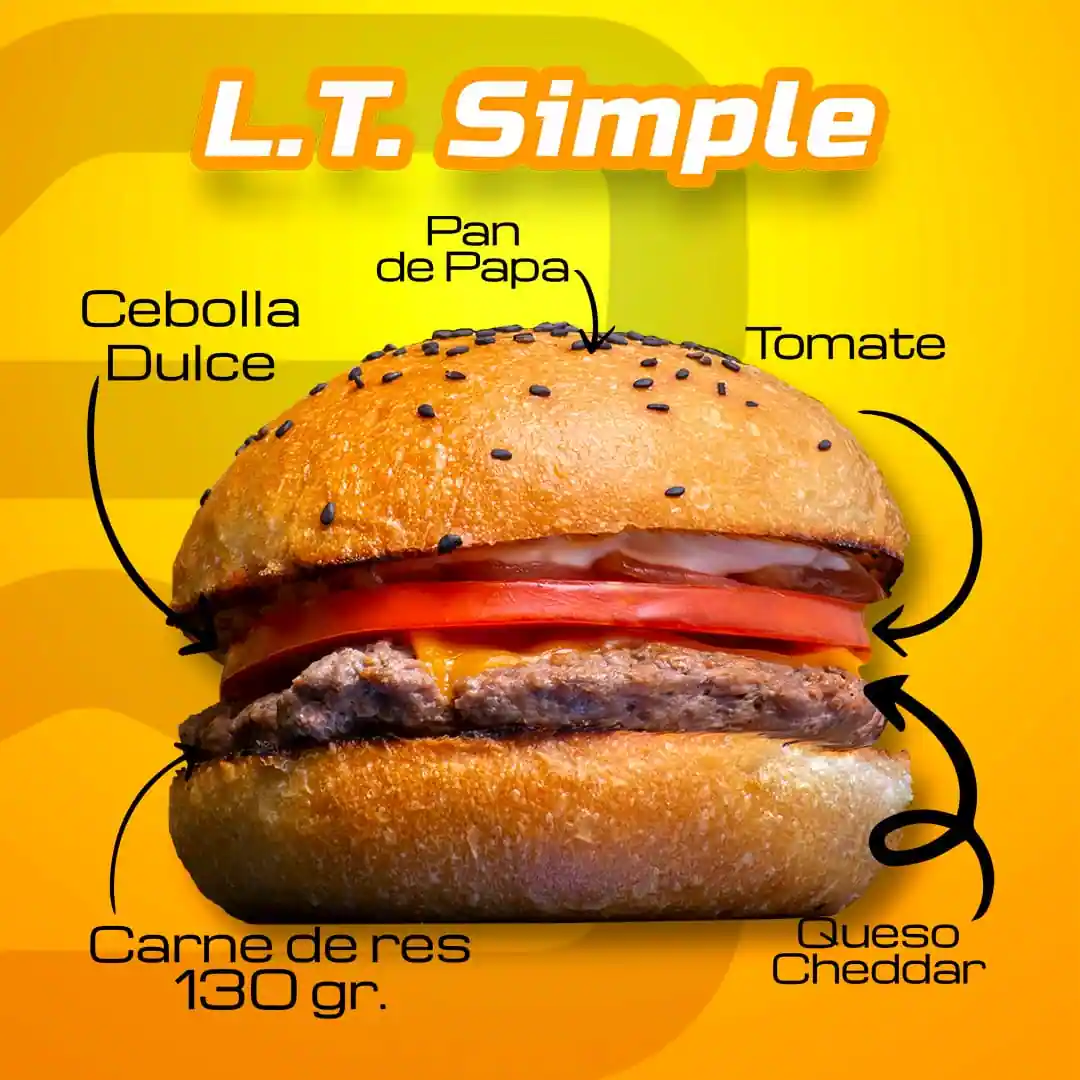 L.T. Simple
Pan
de Papa
Cebolla
Dulce
Tomate
Carne de res
130 gr.
Queso
Cheddar